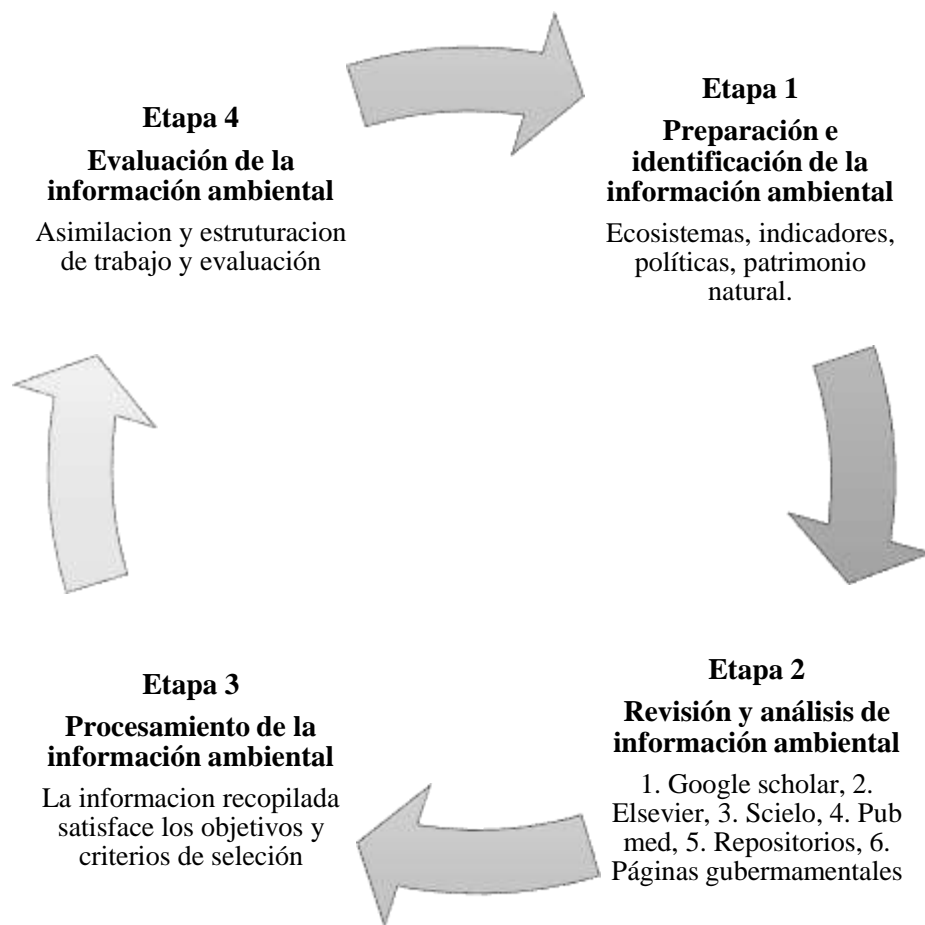 Etapa 1
Preparación e
identificación de la
información ambiental
Ecosistemas, indicadores,
políticas, patrimonio
natural.
Etapa 2
Revisión y análisis de
información ambiental
1. Google scholar, 2.
Elsevier, 3. Scielo, 4. Pub
med, 5. Repositorios, 6.
Páginas gubermamentales
Etapa 3
Procesamiento de la
información ambiental
La informacion recopilada
satisface los objetivos y
criterios de seleción
Etapa 4
Evaluación de la
información ambiental
Asimilacion y estruturacion
de trabajo y evaluación